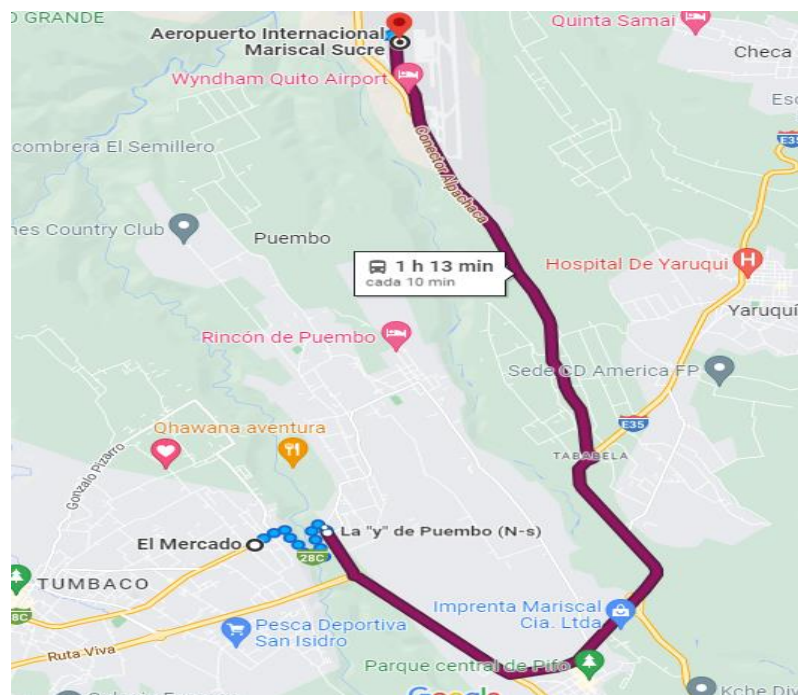 O GRANDE
Aeropuerto Internacional
Mariscal Sucre
Quinta Samai
Checa
Wyndham Quito Airport
Esc
E35
combrera El Semillero
Conector Alpachaca
nes Country Club
Puembo
1 h 13 min
cada 10 min
Hospital De Yaruqui
H
Yaruquí
Rincón de Puembo
Sede CD America FP
Qhawana aventura
E35
TABABELA
Gonzalo Pizarro
El Mercado
La "y" de Puembo (N-s)
28C
TUMBACO
8C
Imprenta Mariscal
Cia. Ltda
Pesca Deportiva
San Isidro
Ruta Viva
Parque central de Pifo
Google
Kche Div